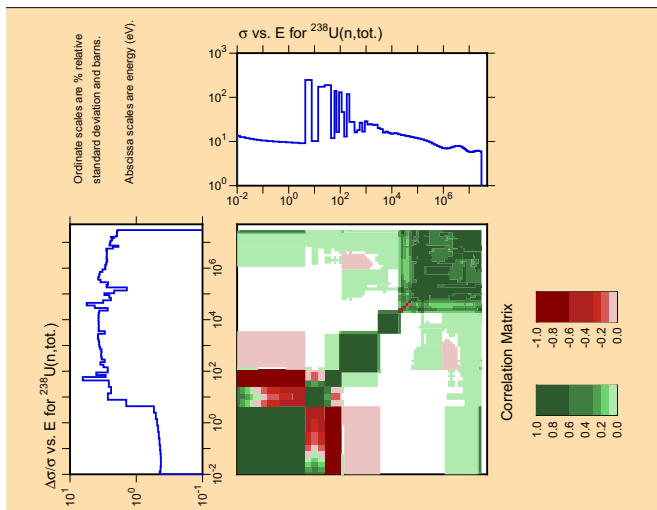 σ vs. E for ²³⁸U(n,tot.)
Ordinate scales are % relative
standard deviation and barns.
Abscissa scales are energy (eV).
10³
10²
10¹
10⁰
10⁻² 10⁰ 10² 10⁴ 10⁶
Δσ/σ vs. E for ²³⁸U(n,tot.)
10¹ 10⁰ 10⁻¹
10⁶
10⁴
10²
10⁰
10⁻²
Correlation Matrix
-1.0 -0.8 -0.6 -0.4 -0.2 0.0
1.0 0.8 0.6 0.4 0.2 0.0